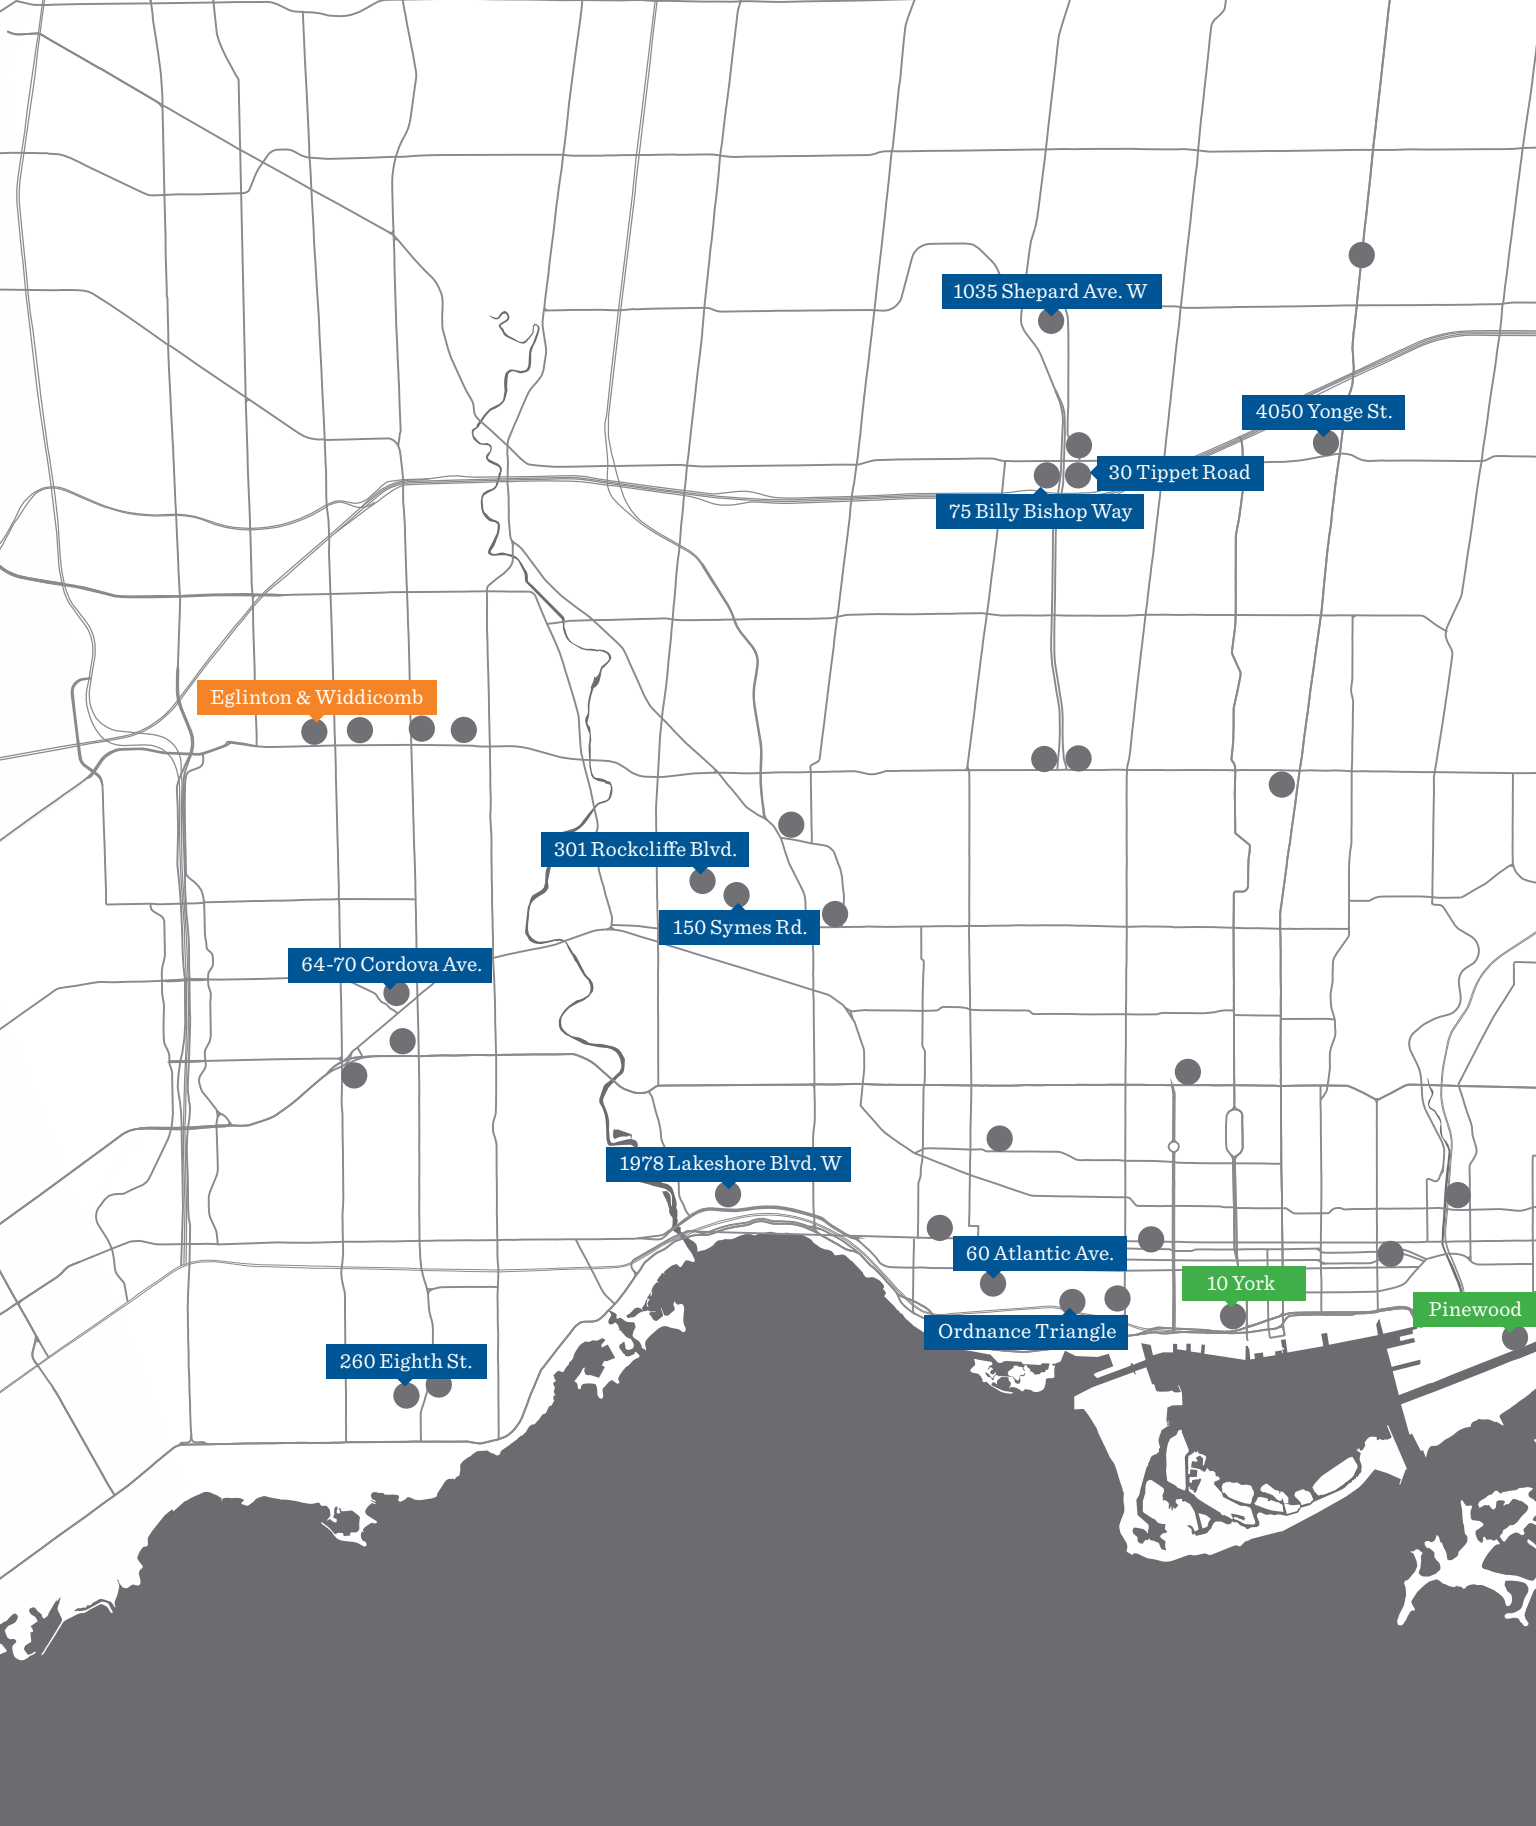 1035 Shepard Ave. W
4050 Yonge St.
30 Tippet Road
75 Billy Bishop Way
Eglinton & Widdicomb
301 Rockcliffe Blvd.
150 Symes Rd.
64-70 Cordova Ave.
1978 Lakeshore Blvd. W
60 Atlantic Ave.
10 York
Pinewood
Ordnance Triangle
260 Eighth St.